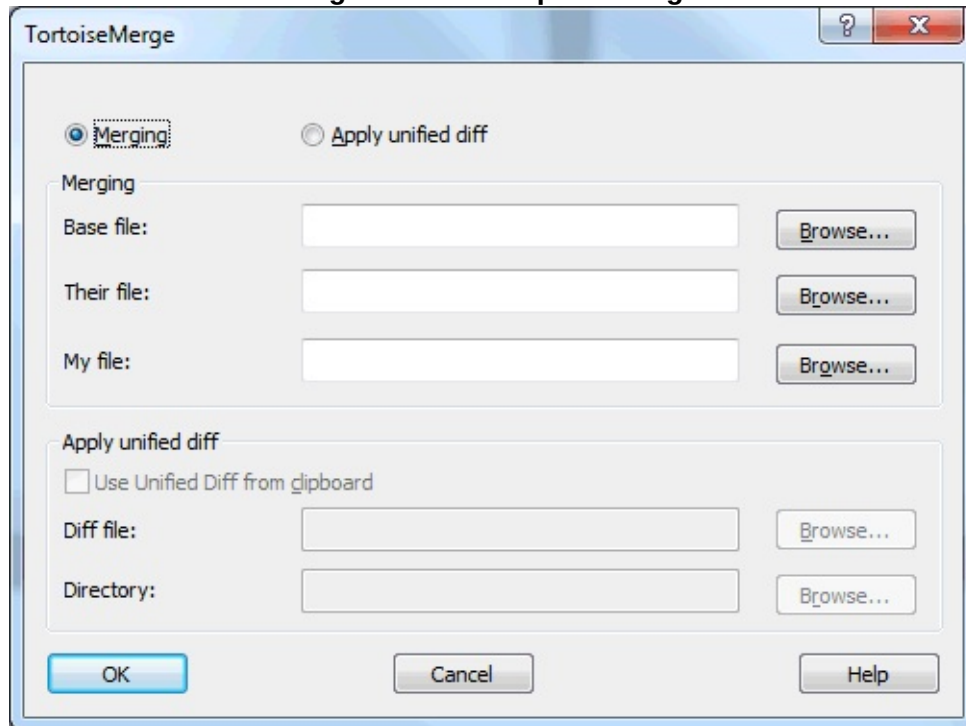 TortoiseMerge
Merging Apply unified diff
Merging
Base file: Browse...
Their file: Browse...
My file: Browse...
Apply unified diff
Use Unified Diff from clipboard
Diff file: Browse...
Directory: Browse...
OK Cancel Help